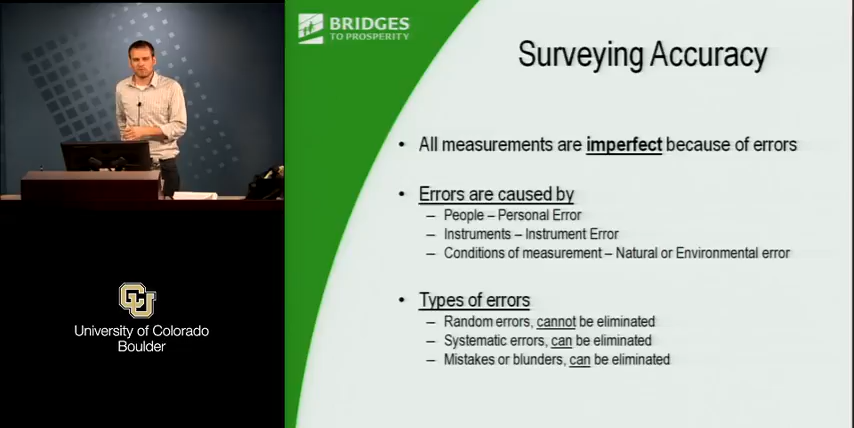 BRIDGES
TO PROSPERITY
Surveying Accuracy
• All measurements are imperfect because of errors
• Errors are caused by
– People – Personal Error
– Instruments – Instrument Error
– Conditions of measurement – Natural or Environmental error
• Types of errors
– Random errors, cannot be eliminated
– Systematic errors, can be eliminated
– Mistakes or blunders, can be eliminated
CU
University of Colorado
Boulder